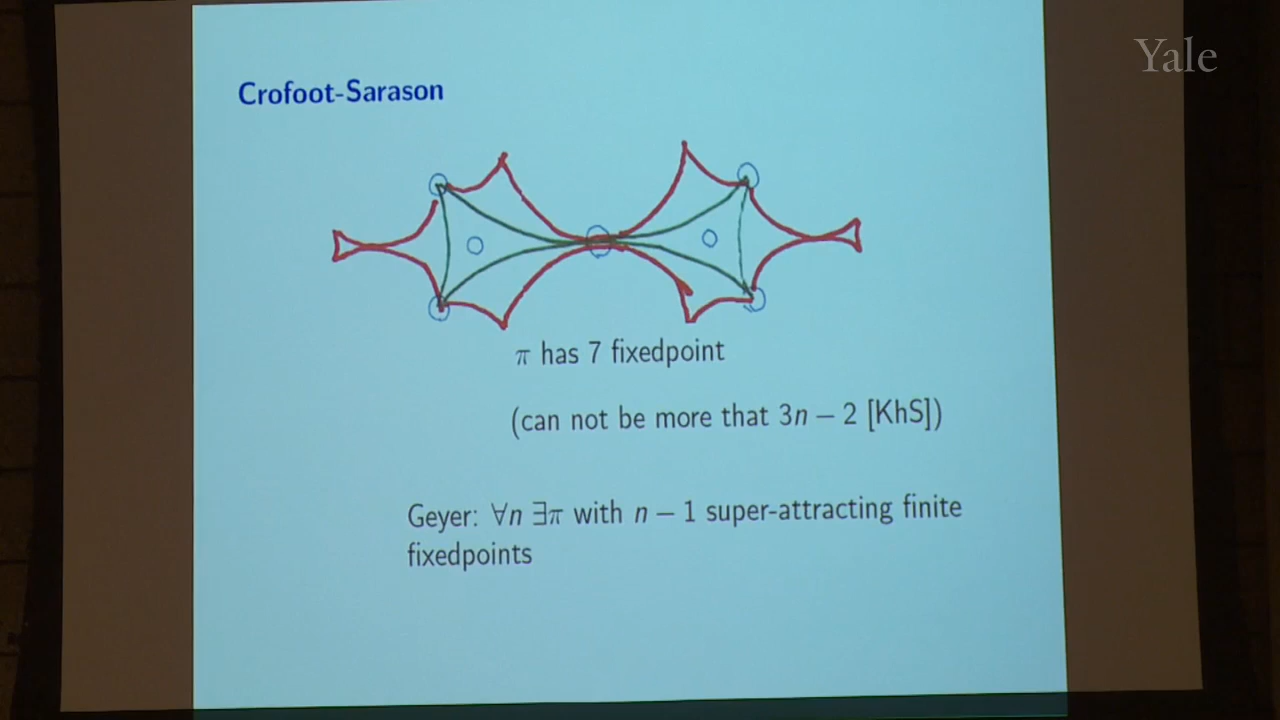 Yale
Crofoot-Sarason
π has 7 fixedpoint
(can not be more that 3n − 2 [KhS])
Geyer: ∀n ∃π with n − 1 super-attracting finite
fixedpoints